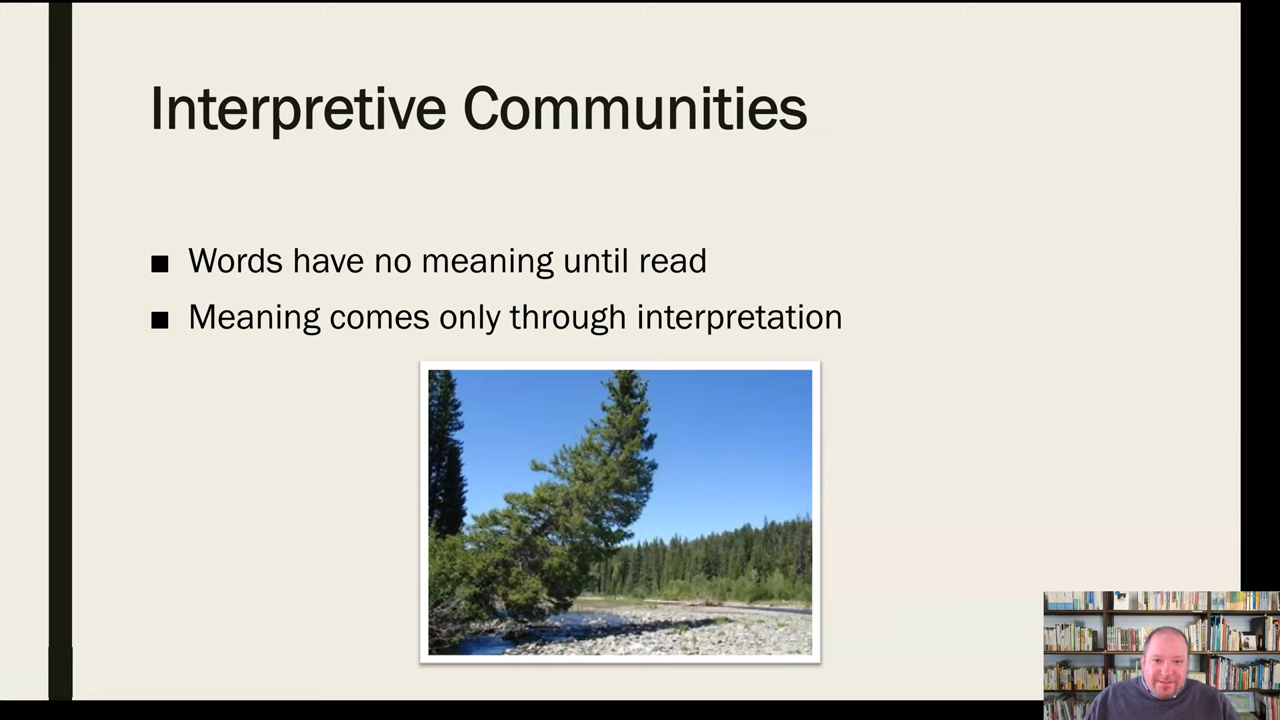 Interpretive Communities
Words have no meaning until read
Meaning comes only through interpretation